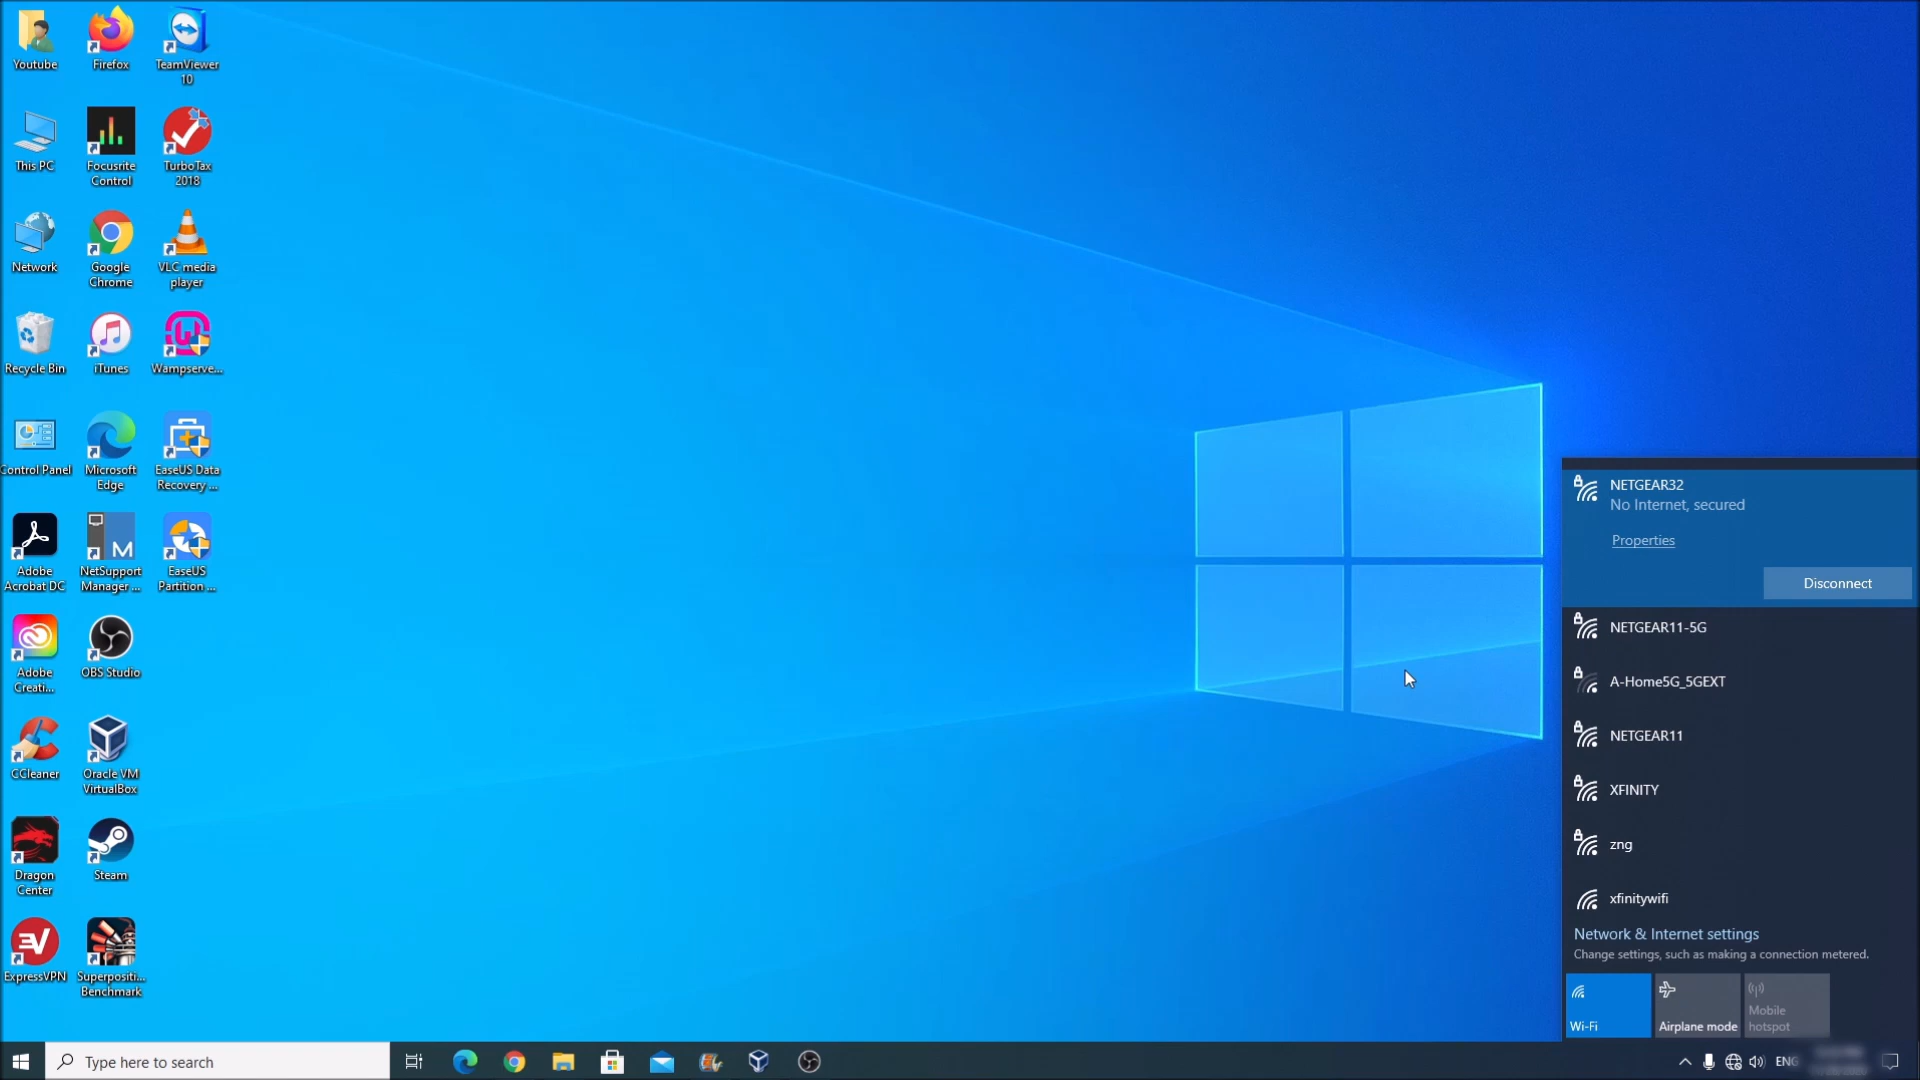 Youtube
Firefox
TeamViewer
10
This PC
Focusrite
Control
TurboTax
2018
Network
Google
Chrome
VLC media
player
Recycle Bin
iTunes
Wampserve...
Control Panel
Microsoft
Edge
EaseUS Data
Recovery ...
Adobe
Acrobat DC
M
NetSupport
Manager ...
EaseUS
Partition ...
Adobe
Creati...
OBS Studio
CCleaner
Oracle VM
VirtualBox
Dragon
Center
Steam
ExpressVPN
Superpositi...
Benchmark
NETGEAR32
No Internet, secured
Properties
Disconnect
NETGEAR11-5G
A-Home5G_5GEXT
NETGEAR11
XFINITY
zng
xfinitywifi
Network & Internet settings
Change settings, such as making a connection metered.
Wi-Fi
Airplane mode
Mobile
hotspot
Type here to search
ENG